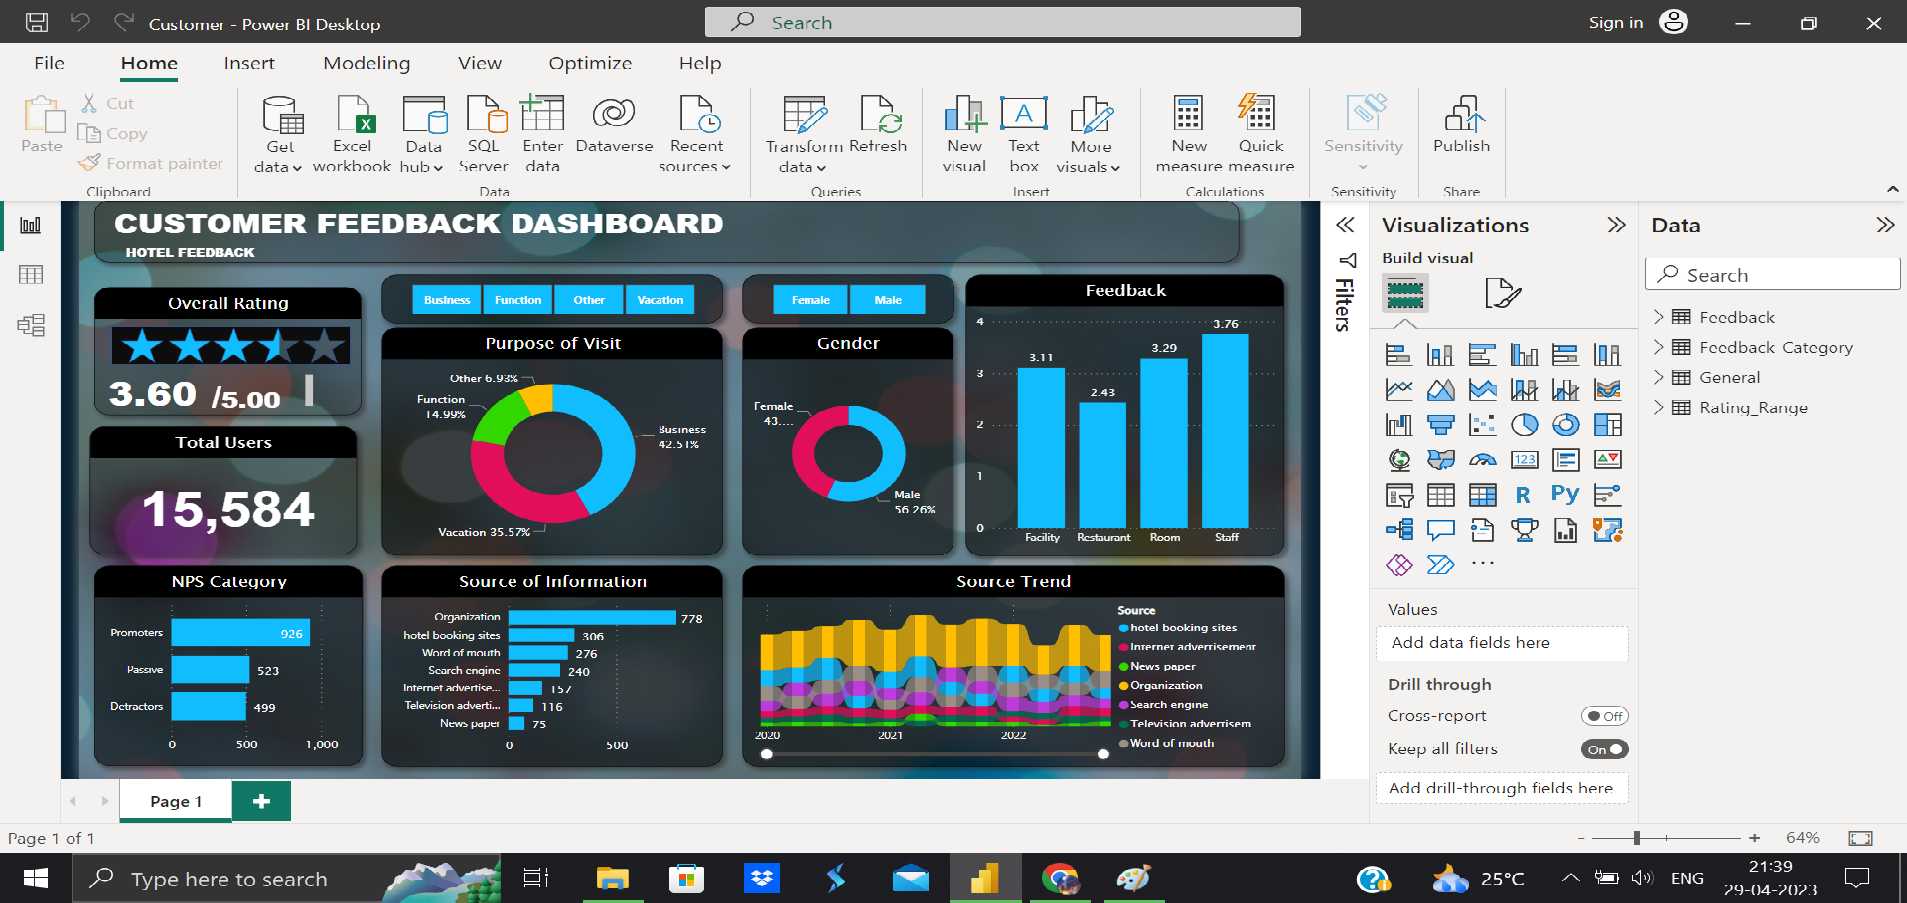 Customer - Power BI Desktop
Search
Sign in
File Home Insert Modeling View Optimize Help
Paste
Cut
Copy
Format painter
Clipboard
Get data
Excel workbook
Data hub
SQL Server
Enter data
Dataverse
Recent sources
Data
Transform data
Refresh
Queries
New visual
Text box
More visuals
Insert
New measure
Quick measure
Calculations
Sensitivity
Sensitivity
Publish
Share
CUSTOMER FEEDBACK DASHBOARD
HOTEL FEEDBACK
Overall Rating
3.60 /5.00
Total Users
15,584
Business Function Other Vacation
Purpose of Visit
Other 6.93%
Function
14.99%
Business
42.51%
Vacation 35.57%
Female Male
Gender
Female
43....
Male
56.26%
Feedback
4
3
2
1
0
3.11
2.43
3.29
3.76
Facility Restaurant Room Staff
NPS Category
Promoters 926
Passive 523
Detractors 499
0 500 1,000
Source of Information
Organization 778
hotel booking sites 306
Word of mouth 276
Search engine 240
Internet advertise... 157
Television adverti... 116
News paper 75
0 500
Source Trend
2020 2021 2022
Source
hotel booking sites
Internet advertisement
News paper
Organization
Search engine
Television advertisem
Word of mouth
Filters
Visualizations
Build visual
123
R
Py
...
Values
Add data fields here
Drill through
Cross-report Off
Keep all filters On
Add drill-through fields here
Data
Search
Feedback
Feedback_Category
General
Rating_Range
Page 1
+
Page 1 of 1
- + 64%
Type here to search
25°C
ENG
21:39
29-04-2023